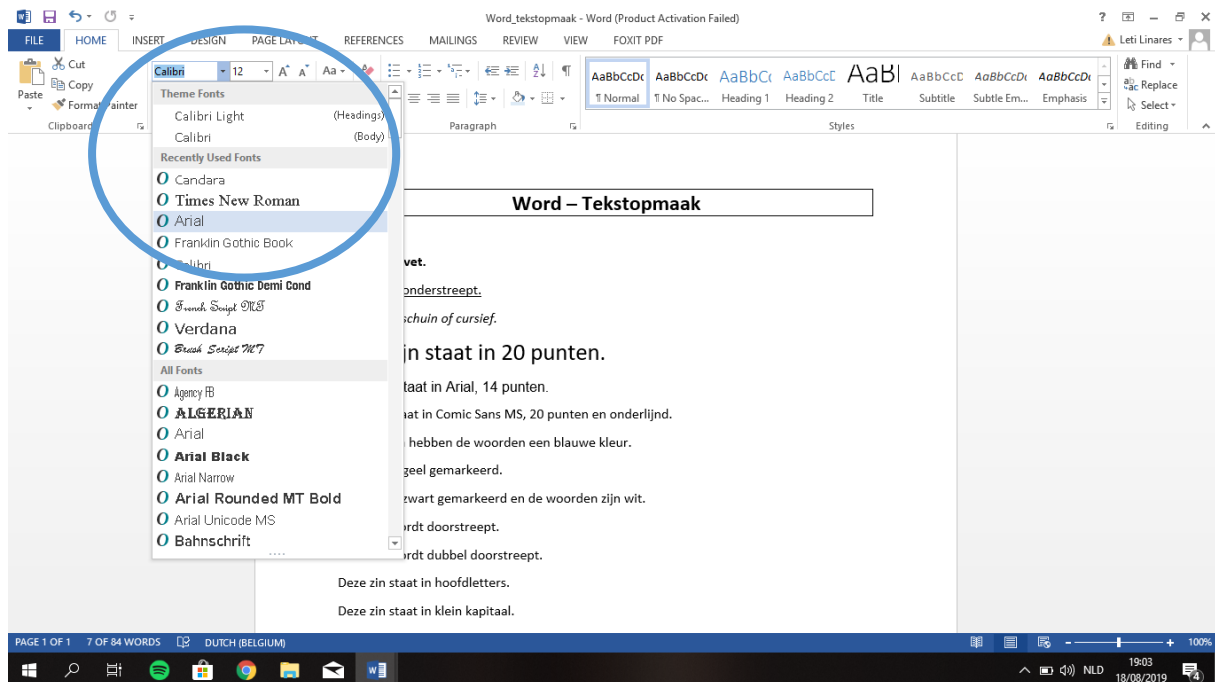 Word_tekstopmaak - Word (Product Activation Failed)
FILE HOME INSERT DESIGN PAGE LAYOUT REFERENCES MAILINGS REVIEW VIEW FOXIT PDF Leti Linares
Paste
Cut
Copy
Format Painter
Clipboard
Calibri 12 Aa
Theme Fonts
Calibri Light (Headings)
Calibri (Body)
Recently Used Fonts
Candara
Times New Roman
Arial
Franklin Gothic Book
Calibri
Franklin Gothic Demi Cond
French Script MT
Verdana
Brush Script MT
All Fonts
Agency FB
ALGERIAN
Arial
Arial Black
Arial Narrow
Arial Rounded MT Bold
Arial Unicode MS
Bahnschrift
Paragraph
AaBbCcDc AaBbCcDc AaBbCc AaBbCcE AaBl AaBbCcD AaBbCcDc AaBbCcDc
¶ Normal ¶ No Spac... Heading 1 Heading 2 Title Subtitle Subtle Em... Emphasis
Styles
Find
Replace
Select
Editing
Word – Tekstopmaak
vet.
onderstreept.
schuin of cursief.
jn staat in 20 punten.
taat in Arial, 14 punten.
aat in Comic Sans MS, 20 punten en onderlijnd.
hebben de woorden een blauwe kleur.
geel gemarkeerd.
zwart gemarkeerd en de woorden zijn wit.
ordt doorstreept.
ordt dubbel doorstreept.
Deze zin staat in hoofdletters.
Deze zin staat in klein kapitaal.
PAGE 1 OF 1 7 OF 84 WORDS DUTCH (BELGIUM) 100%
NLD 19:03
18/08/2019 4